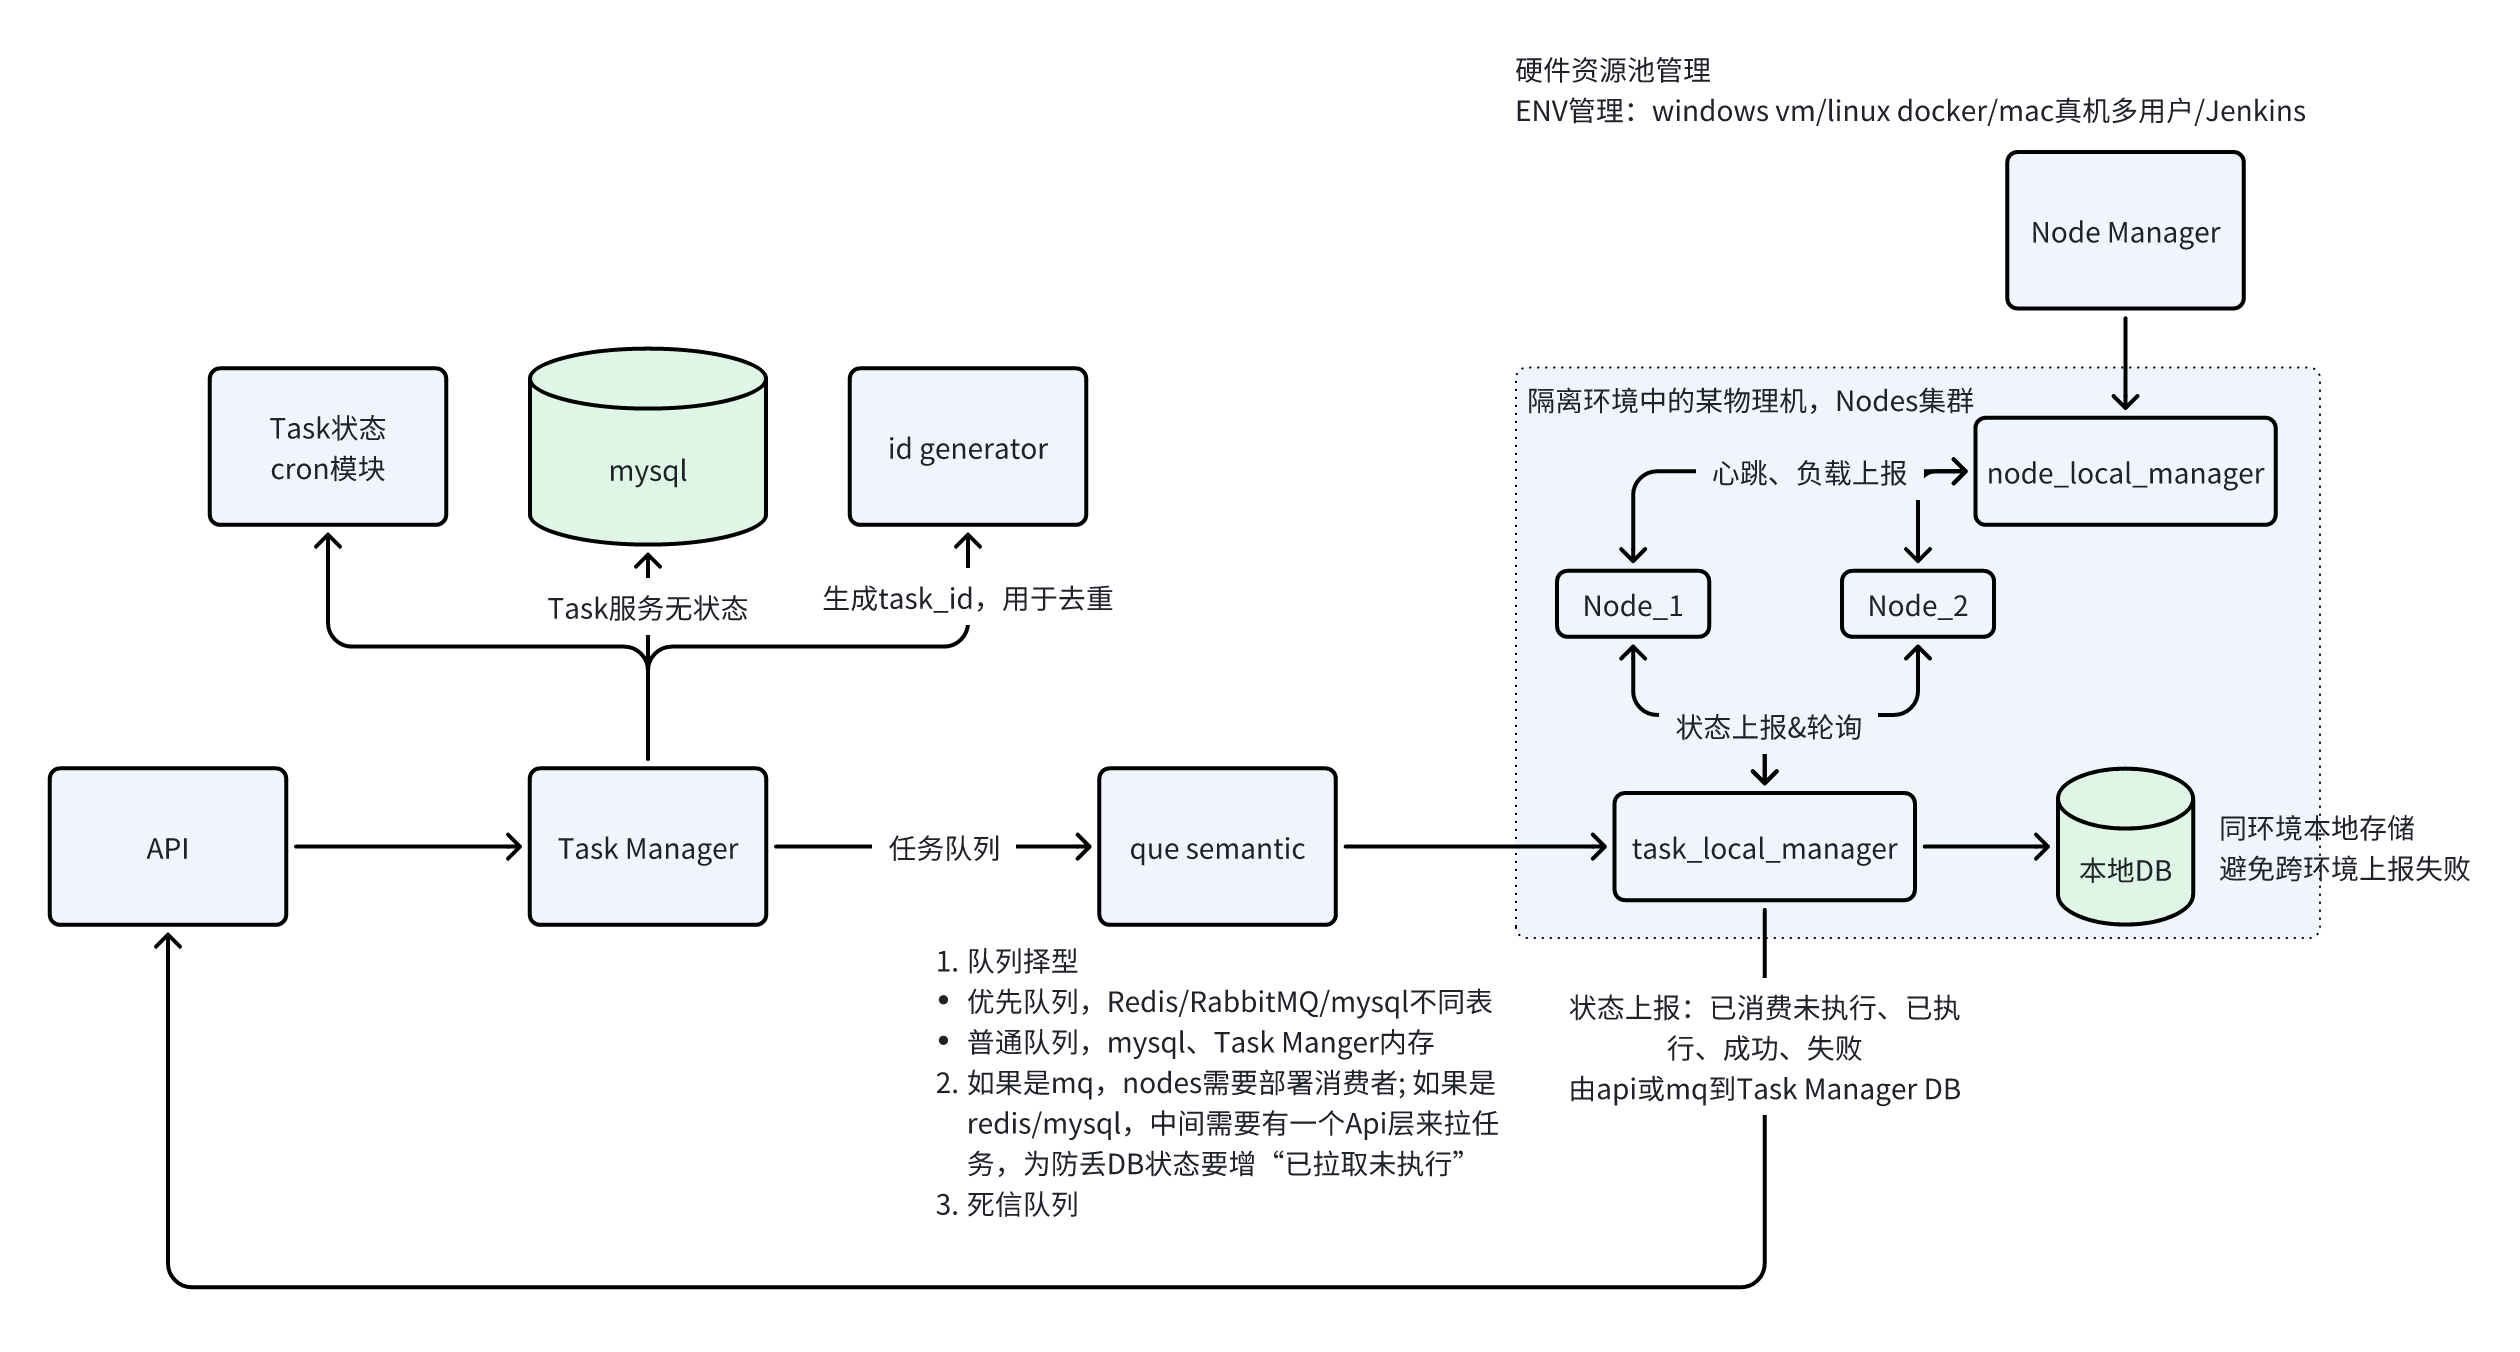 硬件资源池管理
ENV管理：windows vm/linux docker/mac真机多用户/Jenkins
Node Manager
Task状态
cron模块
mysql
id generator
隔离环境中的某物理机，Nodes集群
心跳、负载上报
node_local_manager
Task服务无状态
生成task_id，用于去重
Node_1
Node_2
状态上报&轮询
API
Task Manager
任务队列
que semantic
task_local_manager
本地DB
同环境本地存储
避免跨环境上报失败
1. 队列择型
• 优先队列，Redis/RabbitMQ/mysql不同表
• 普通队列，mysql、Task Manger内存
2. 如果是mq，nodes需要部署消费者; 如果是
redis/mysql，中间需要有一个Api层来拉任
务，为防丢DB状态要增“已拉取未执行”
3. 死信队列
状态上报：已消费未执行、已执
行、成功、失败
由api或mq到Task Manager DB